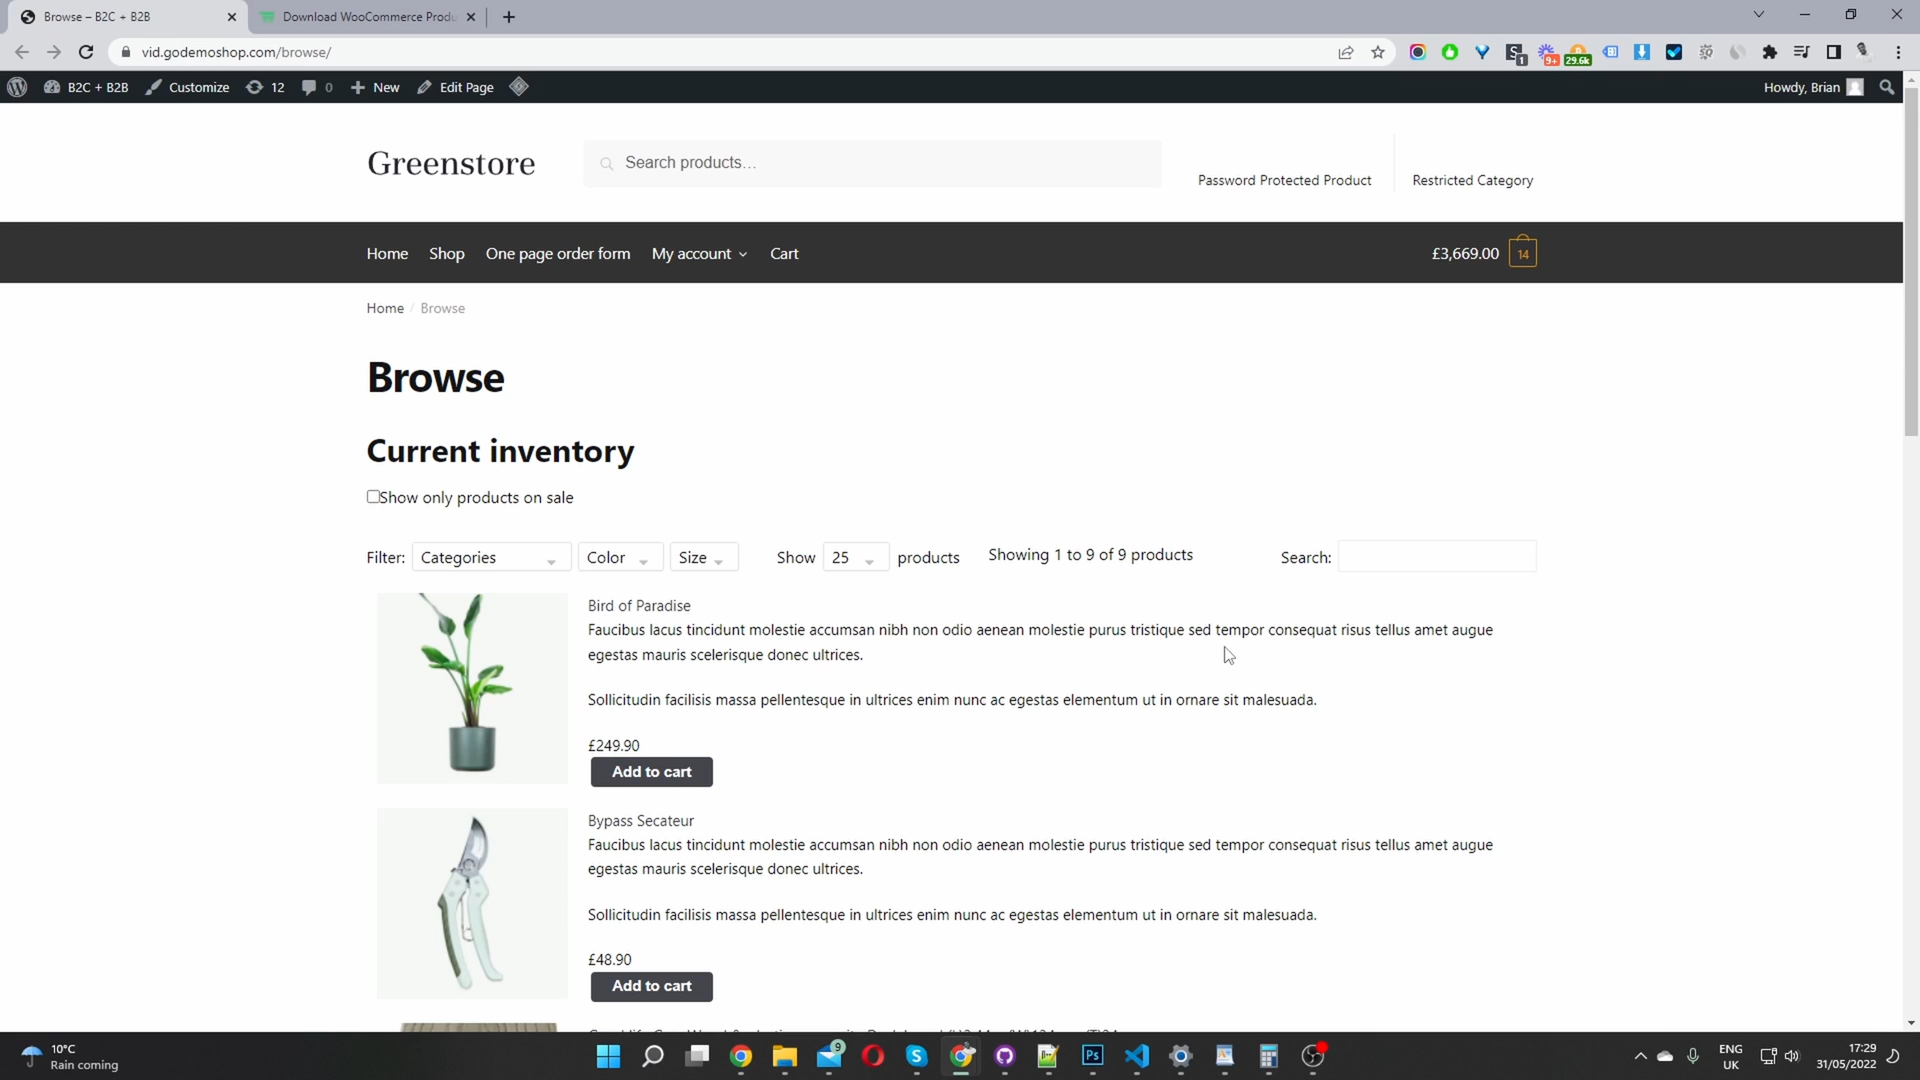 Browse – B2C + B2B
Download WooCommerce Produ
vid.godemoshop.com/browse/
1
9+
29.6k
B2C + B2B
Customize
12
0
New
Edit Page
Howdy, Brian
Greenstore
Search products…
Password Protected Product
Restricted Category
Home
Shop
One page order form
My account
Cart
£3,669.00
14
Home / Browse
Browse
Current inventory
Show only products on sale
Filter:
Categories
Color
Size
Show
25
products
Showing 1 to 9 of 9 products
Search:
Bird of Paradise
Faucibus lacus tincidunt molestie accumsan nibh non odio aenean molestie purus tristique sed tempor consequat risus tellus amet augue
egestas mauris scelerisque donec ultrices.
Sollicitudin facilisis massa pellentesque in ultrices enim nunc ac egestas elementum ut in ornare sit malesuada.
£249.90
Add to cart
Bypass Secateur
Faucibus lacus tincidunt molestie accumsan nibh non odio aenean molestie purus tristique sed tempor consequat risus tellus amet augue
egestas mauris scelerisque donec ultrices.
Sollicitudin facilisis massa pellentesque in ultrices enim nunc ac egestas elementum ut in ornare sit malesuada.
£48.90
Add to cart
10°C
Rain coming
9
Ps
ENG
UK
17:29
31/05/2022